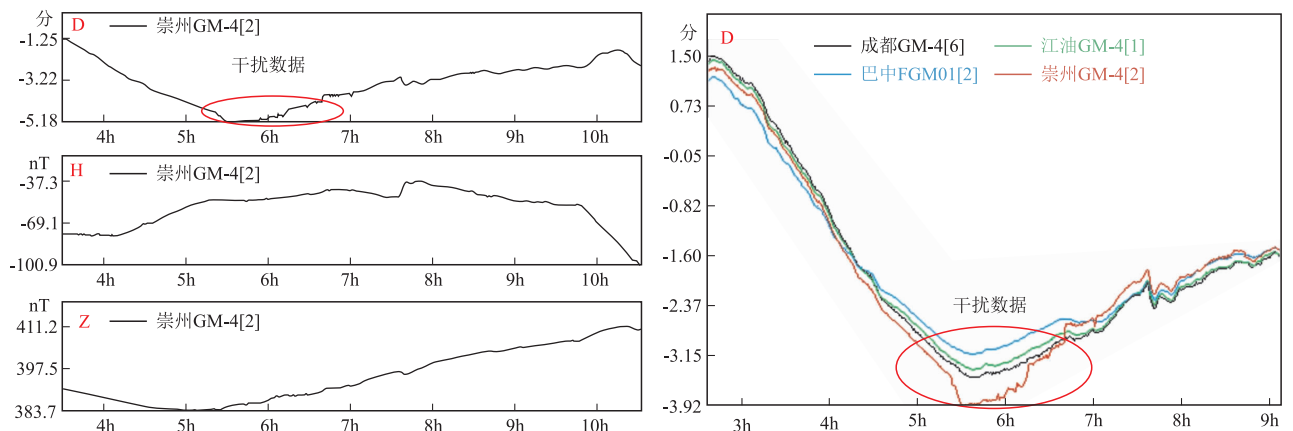 分
D
崇州GM-4[2]
干扰数据
-1.25
-3.22
-5.18
4h 5h 6h 7h 8h 9h 10h
nT
H
崇州GM-4[2]
-37.3
-69.1
-100.9
4h 5h 6h 7h 8h 9h 10h
nT
Z
崇州GM-4[2]
411.2
397.5
383.7
4h 5h 6h 7h 8h 9h 10h
分
D
成都GM-4[6] 江油GM-4[1]
巴中FGM01[2] 崇州GM-4[2]
1.50
0.73
-0.05
-0.82
-1.60
-2.37
干扰数据
-3.15
-3.92
3h 4h 5h 6h 7h 8h 9h